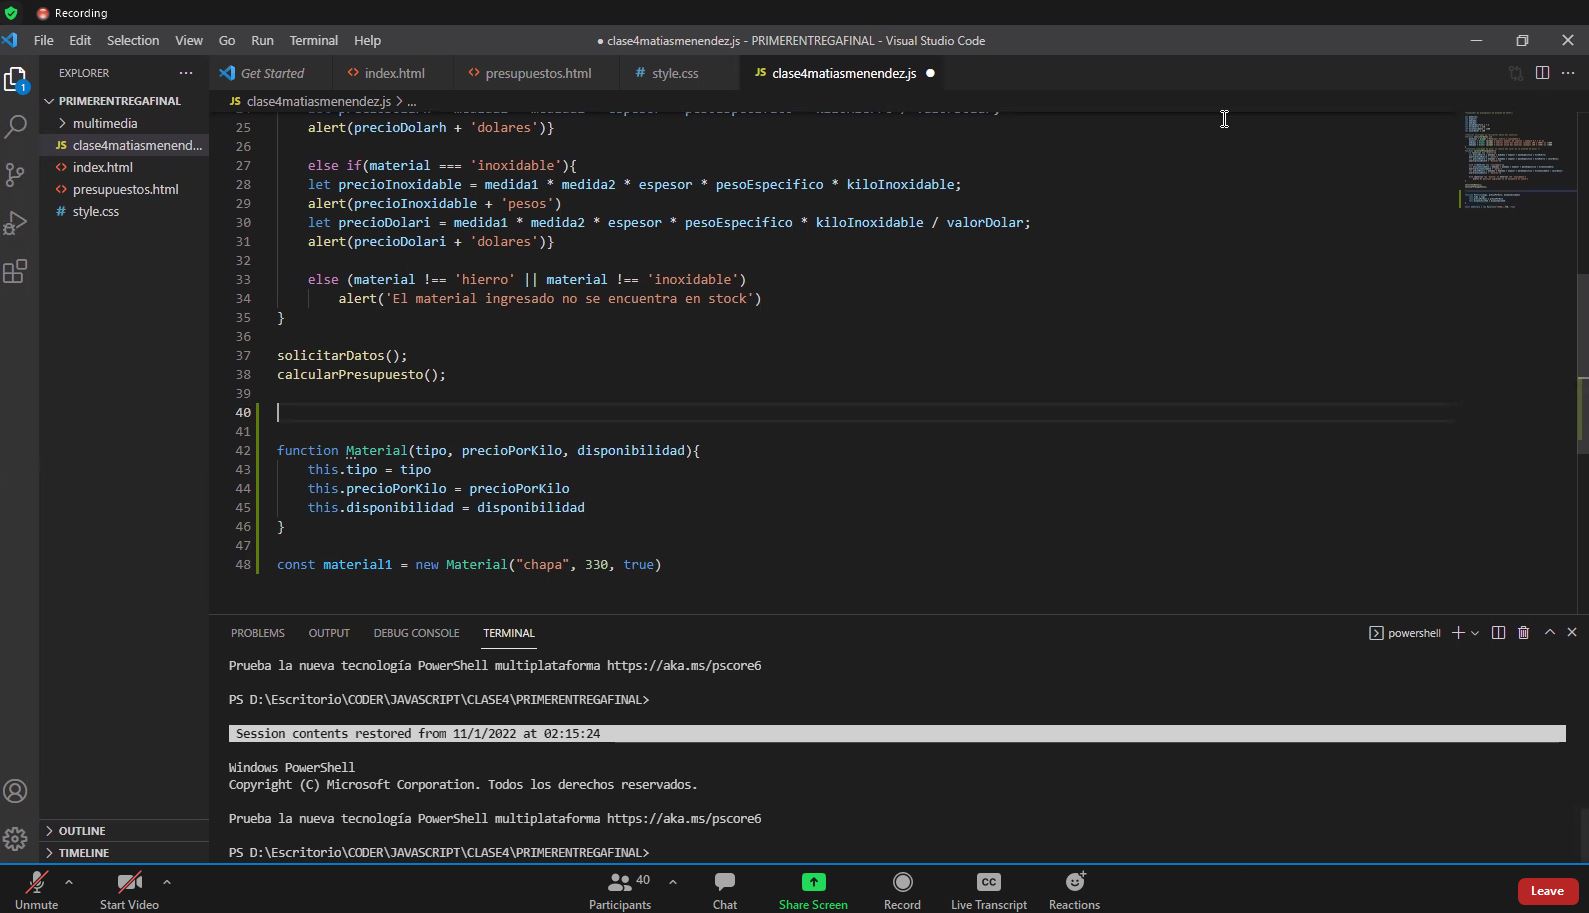 Recording
File Edit Selection View Go Run Terminal Help
● clase4matiasmenendez.js - PRIMERENTREGAFINAL - Visual Studio Code
EXPLORER
Get Started
index.html
presupuestos.html
style.css
JS clase4matiasmenendez.js
1
PRIMERENTREGAFINAL
multimedia
JS clase4matiasmenend...
index.html
presupuestos.html
# style.css
JS clase4matiasmenendez.js > ...
25 alert(precioDolarh + 'dolares')}
26
27 else if(material === 'inoxidable'){
28 let precioInoxidable = medida1 * medida2 * espesor * pesoEspecifico * kiloInoxidable;
29 alert(precioInoxidable + 'pesos')
30 let precioDolari = medida1 * medida2 * espesor * pesoEspecifico * kiloInoxidable / valorDolar;
31 alert(precioDolari + 'dolares')}
32
33 else (material !== 'hierro' || material !== 'inoxidable')
34 alert('El material ingresado no se encuentra en stock')
35 }
36
37 solicitarDatos();
38 calcularPresupuesto();
39
40
41
42 function Material(tipo, precioPorKilo, disponibilidad){
43 this.tipo = tipo
44 this.precioPorKilo = precioPorKilo
45 this.disponibilidad = disponibilidad
46 }
47
48 const material1 = new Material("chapa", 330, true)
PROBLEMS OUTPUT DEBUG CONSOLE TERMINAL
powershell
Prueba la nueva tecnología PowerShell multiplataforma https://aka.ms/pscore6
PS D:\Escritorio\CODER\JAVASCRIPT\CLASE4\PRIMERENTREGAFINAL>
Session contents restored from 11/1/2022 at 02:15:24
Windows PowerShell
Copyright (C) Microsoft Corporation. Todos los derechos reservados.
Prueba la nueva tecnología PowerShell multiplataforma https://aka.ms/pscore6
PS D:\Escritorio\CODER\JAVASCRIPT\CLASE4\PRIMERENTREGAFINAL>
OUTLINE
TIMELINE
Unmute
Start Video
40
Participants
Chat
Share Screen
Record
CC
Live Transcript
Reactions
Leave